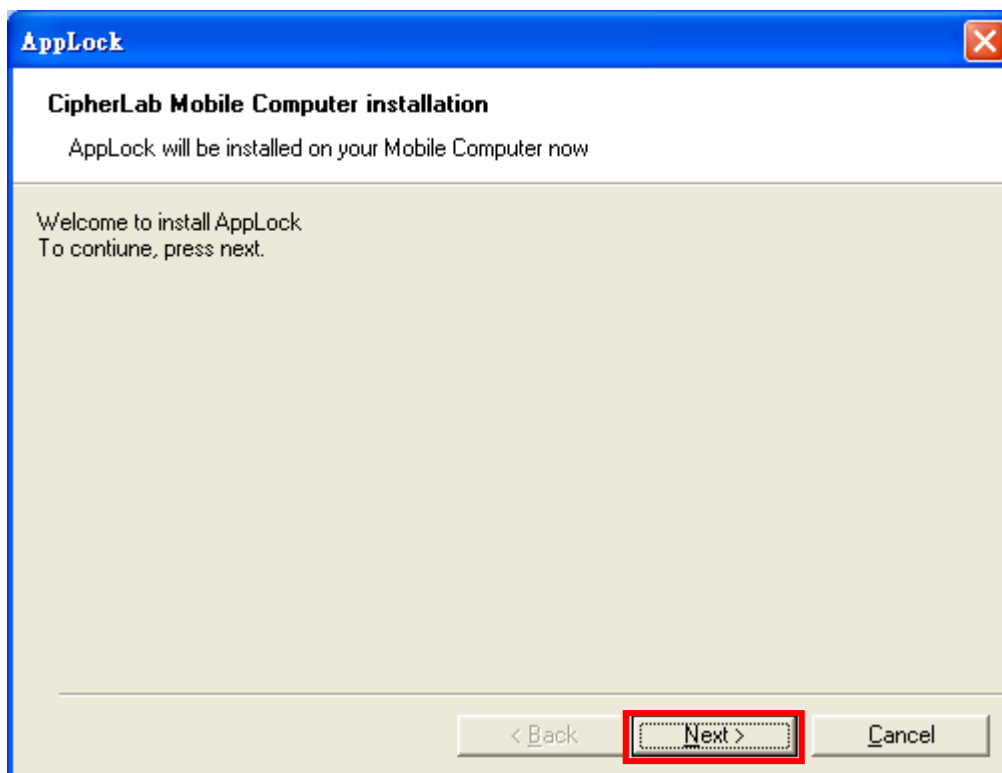 AppLock
CipherLab Mobile Computer installation
AppLock will be installed on your Mobile Computer now
Welcome to install AppLock
To contiune, press next.
< Back
Next >
Cancel